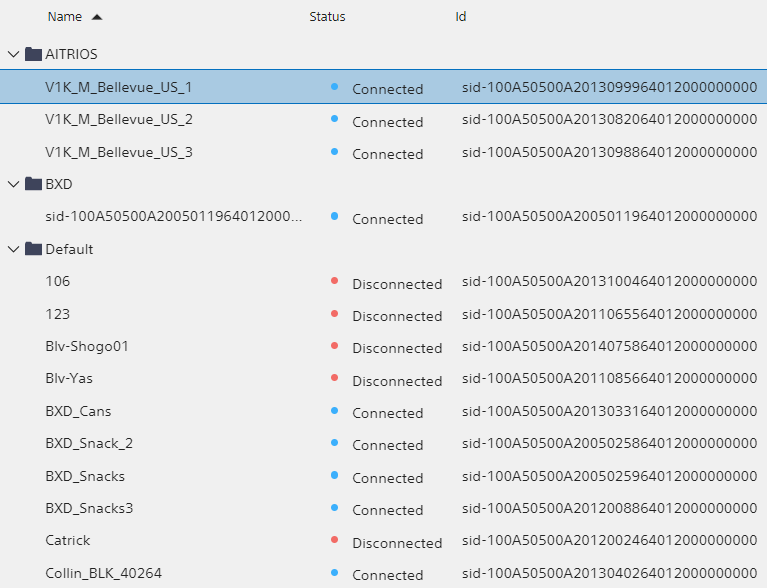 Name Status Id
AITRIOS
V1K_M_Bellevue_US_1 Connected sid-100A50500A2013099964012000000000
V1K_M_Bellevue_US_2 Connected sid-100A50500A2013082064012000000000
V1K_M_Bellevue_US_3 Connected sid-100A50500A2013098864012000000000
BXD
sid-100A50500A2005011964012000... Connected sid-100A50500A2005011964012000000000
Default
106 Disconnected sid-100A50500A2013100464012000000000
123 Disconnected sid-100A50500A2011065564012000000000
Blv-Shogo01 Disconnected sid-100A50500A2014075864012000000000
Blv-Yas Disconnected sid-100A50500A2011085664012000000000
BXD_Cans Connected sid-100A50500A2013033164012000000000
BXD_Snack_2 Connected sid-100A50500A2005025864012000000000
BXD_Snacks Connected sid-100A50500A2005025964012000000000
BXD_Snacks3 Connected sid-100A50500A2012008864012000000000
Catrick Disconnected sid-100A50500A2012002464012000000000
Collin_BLK_40264 Connected sid-100A50500A2013040264012000000000